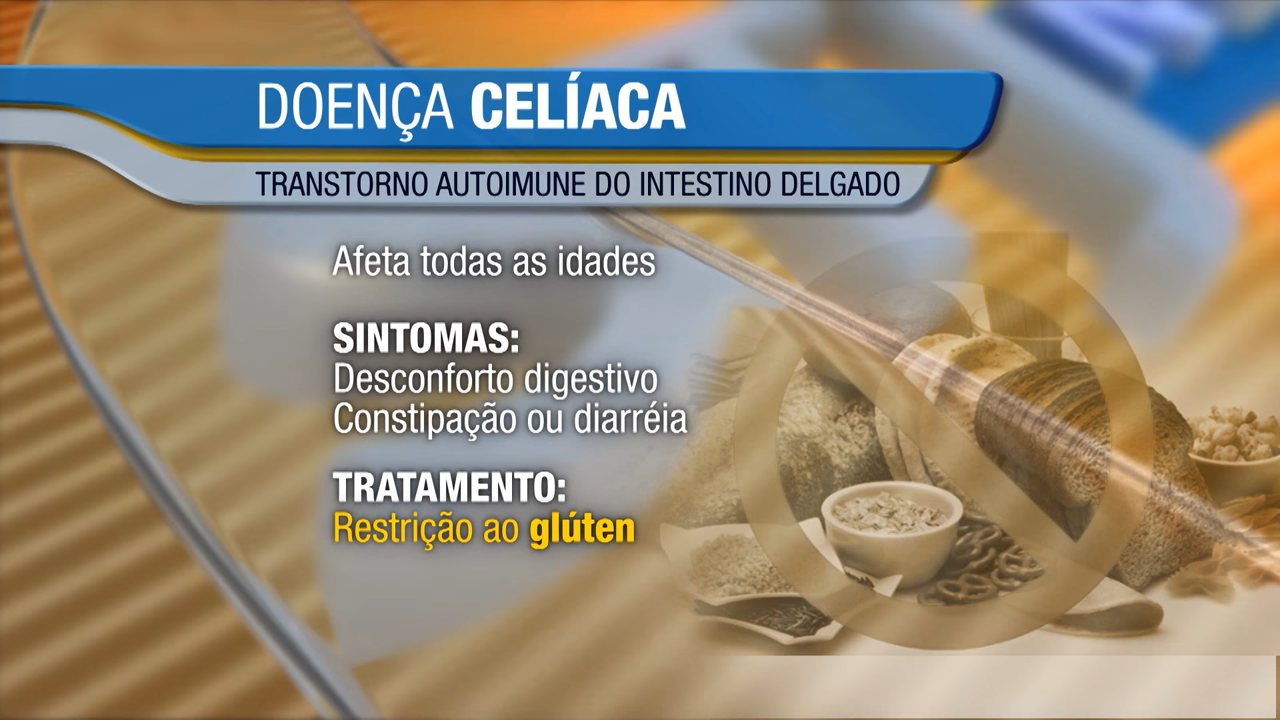 DOENÇA CELÍACA
TRANSTORNO AUTOIMUNE DO INTESTINO DELGADO
Afeta todas as idades
SINTOMAS:
Desconforto digestivo
Constipação ou diarréia
TRATAMENTO:
Restrição ao glúten